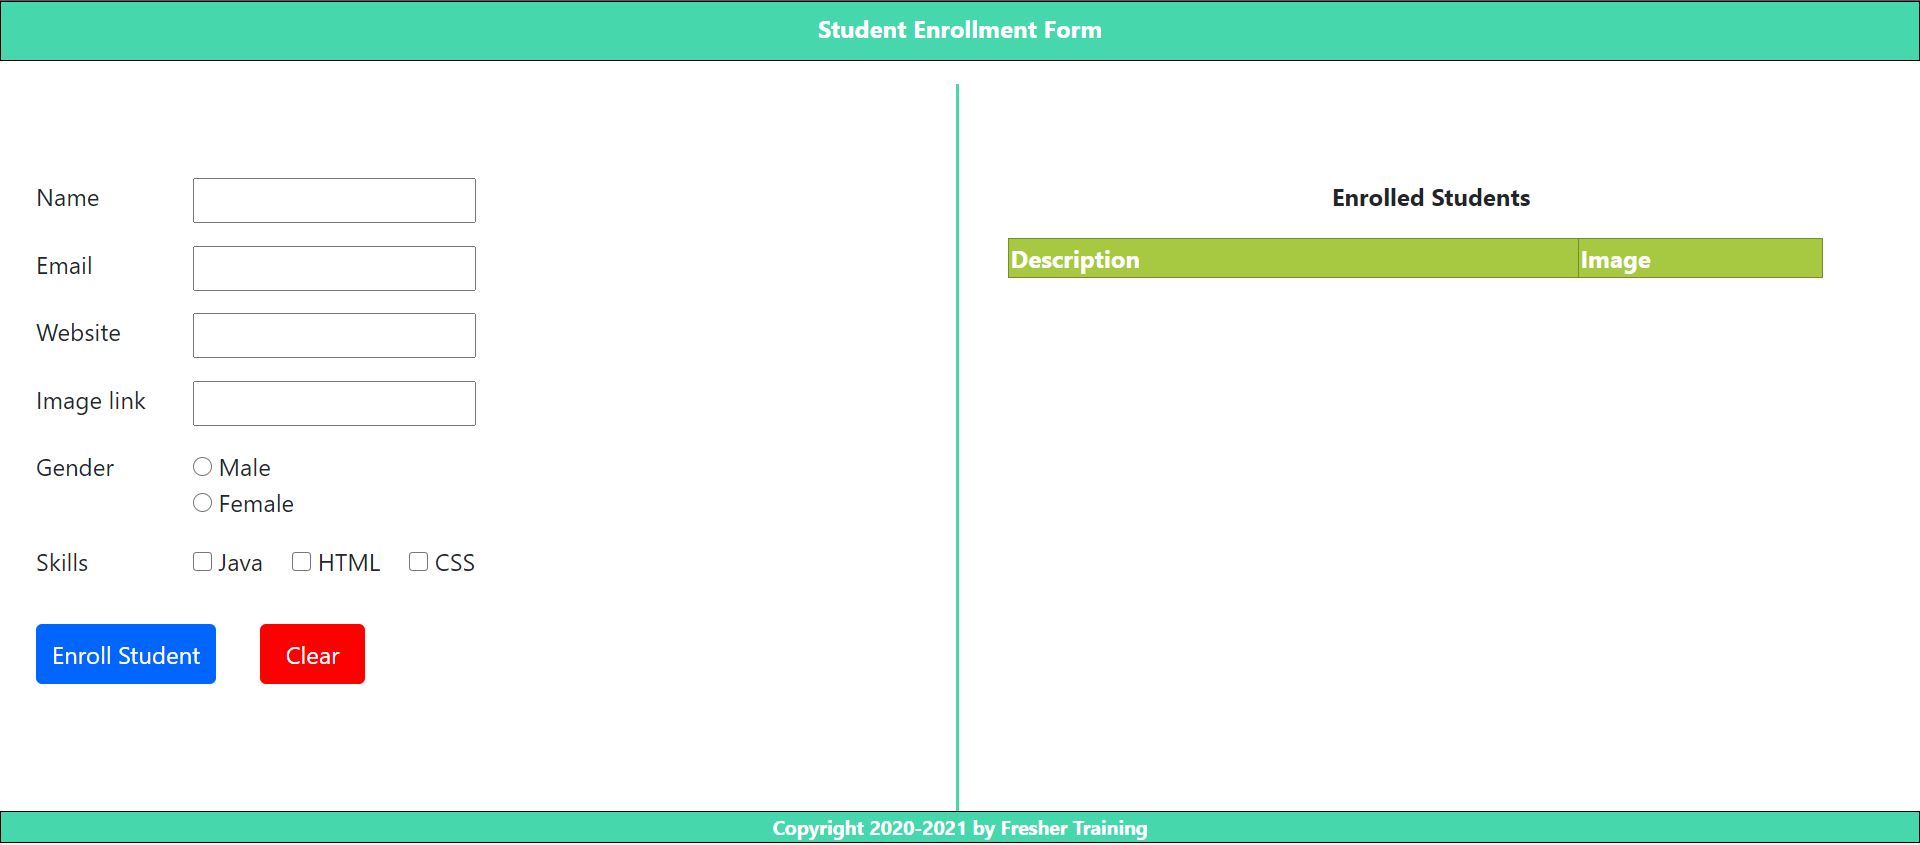 Student Enrollment Form
Name
Email
Website
Image link
Gender
Male
Female
Skills
Java HTML CSS
Enroll Student Clear
Enrolled Students
Description Image
Copyright 2020-2021 by Fresher Training